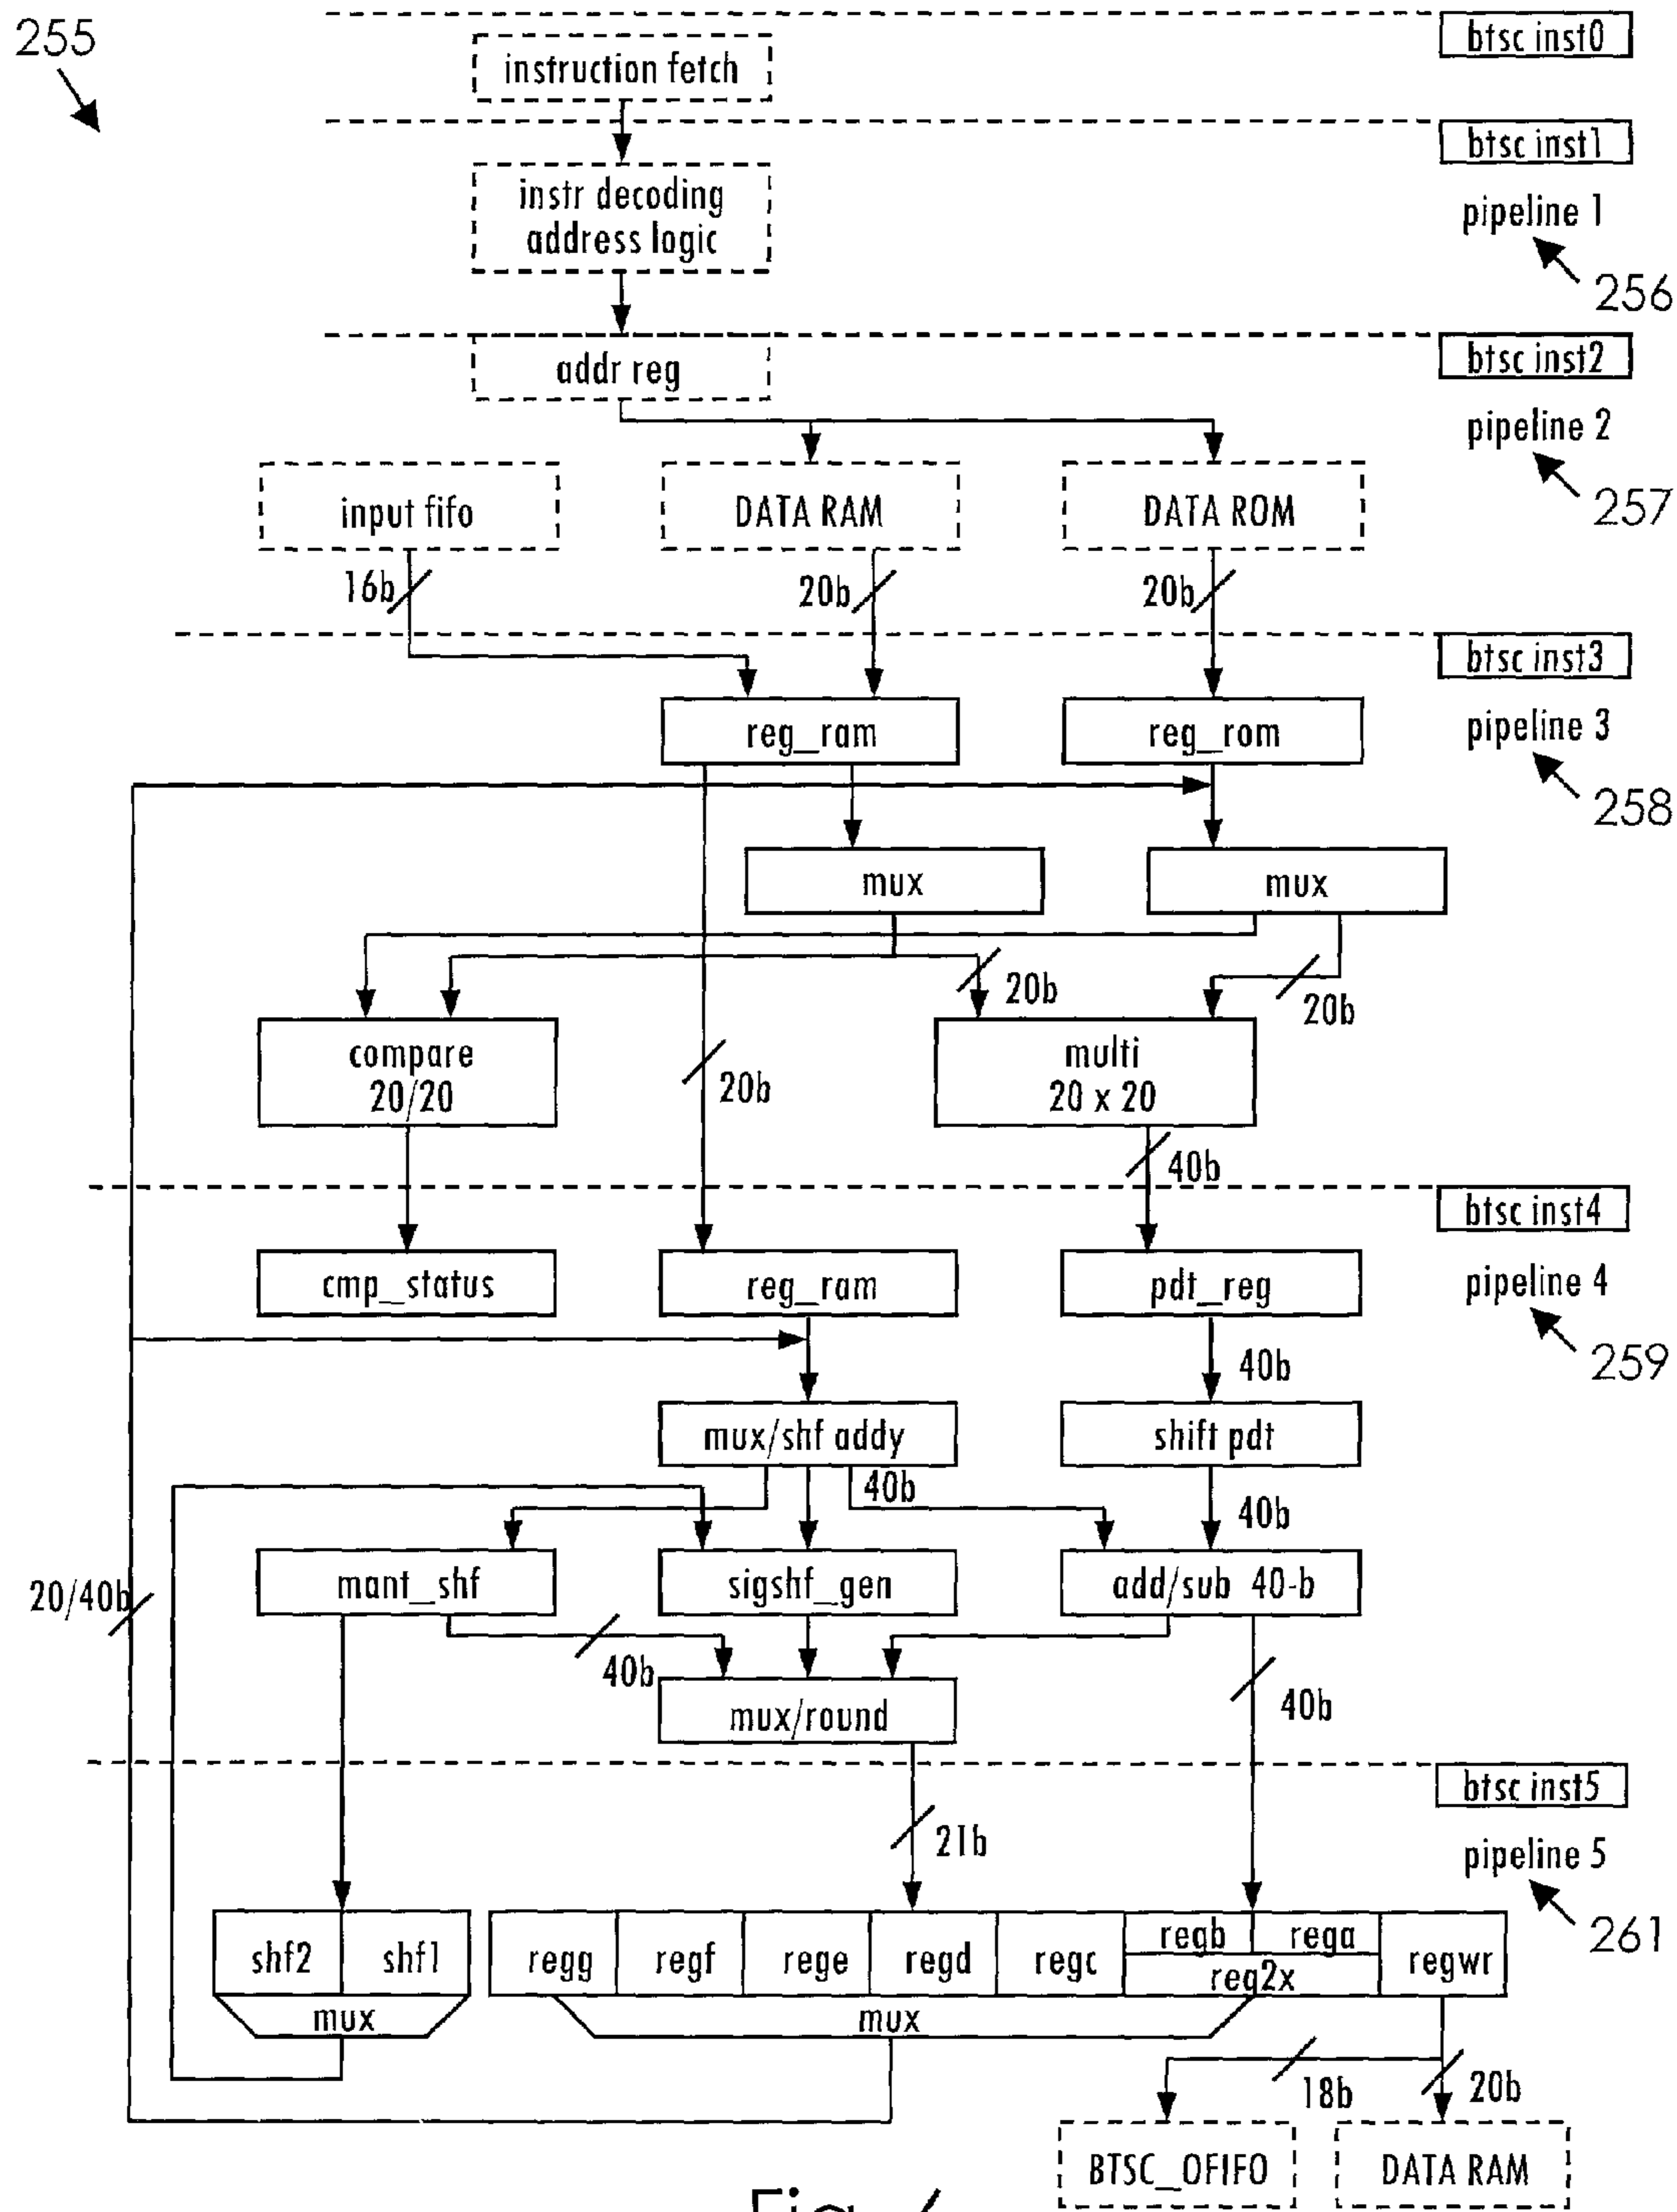 255
btsc inst0
instruction fetch
btsc inst1
instr decoding
address logic
pipeline 1
256
btsc inst2
addr reg
pipeline 2
257
input fifo
DATA RAM
DATA ROM
16b
20b
20b
btsc inst3
reg_ram
reg_rom
pipeline 3
258
mux
mux
20b
20b
compare
20/20
20b
multi
20 x 20
40b
btsc inst4
cmp_status
reg_ram
pdt_reg
pipeline 4
259
40b
mux/shf addy
shift pdt
40b
40b
mant_shf
sigshf_gen
add/sub 40-b
20/40b
40b
mux/round
40b
btsc inst5
21b
pipeline 5
261
shf2
shf1
regg
regf
rege
regd
regc
regb
rega
reg2x
regwr
mux
mux
18b
20b
BTSC_OFIFO
DATA RAM